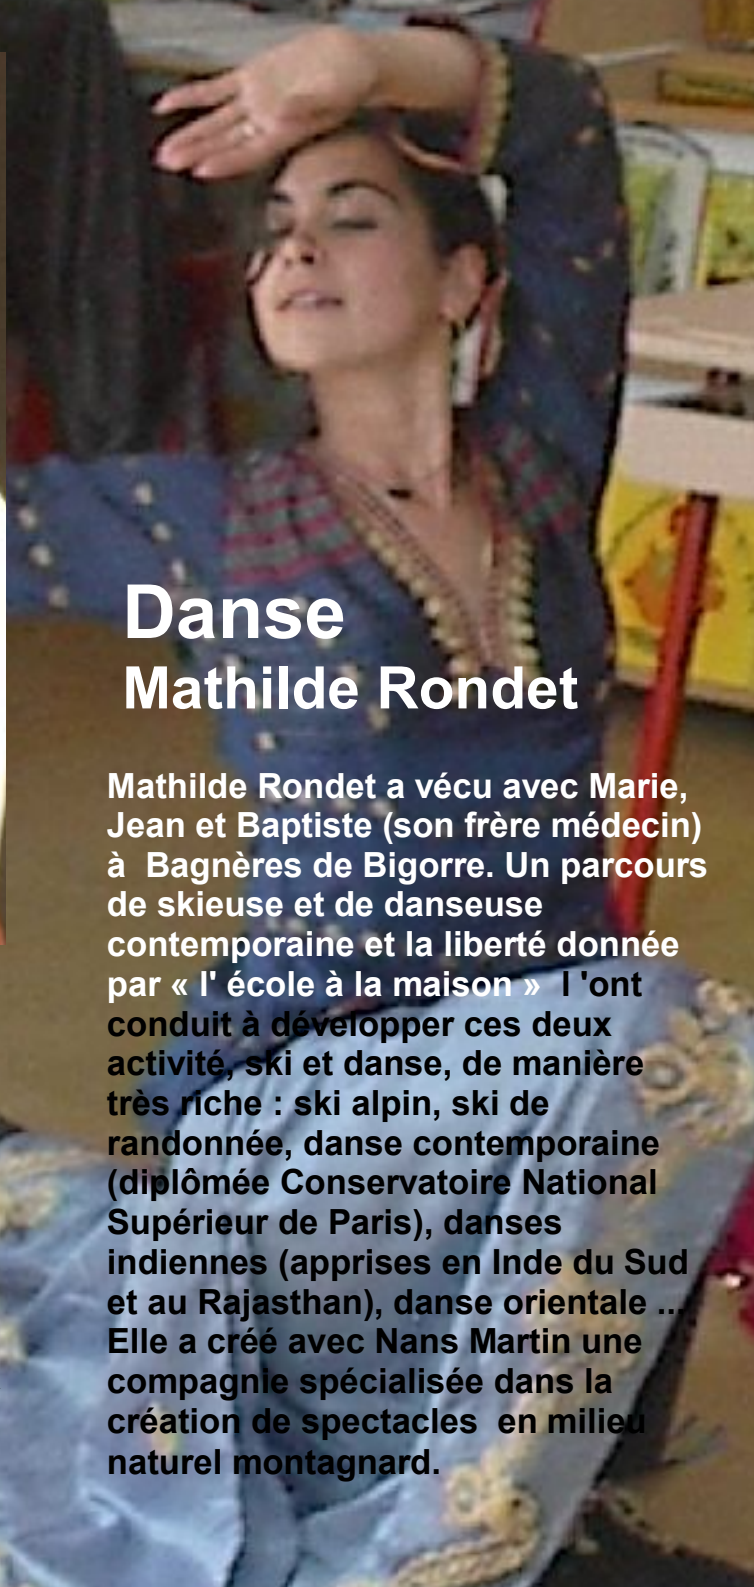 Danse
Mathilde Rondet
Mathilde Rondet a vécu avec Marie,
Jean et Baptiste (son frère médecin)
à  Bagnères de Bigorre. Un parcours
de skieuse et de danseuse
contemporaine et la liberté donnée
par « l' école à la maison »  l 'ont
conduit à développer ces deux
activité, ski et danse, de manière
très riche : ski alpin, ski de
randonnée, danse contemporaine
(diplômée Conservatoire National
Supérieur de Paris), danses
indiennes (apprises en Inde du Sud
et au Rajasthan), danse orientale ...
Elle a créé avec Nans Martin une
compagnie spécialisée dans la
création de spectacles  en milieu
naturel montagnard.